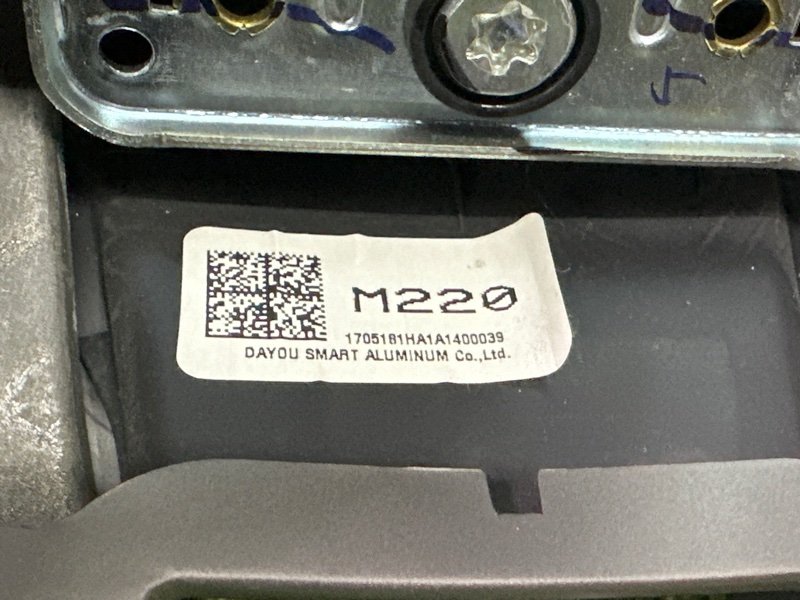 M220
1705181HA1A1400039
DAYOU SMART ALUMINUM Co.,Ltd.